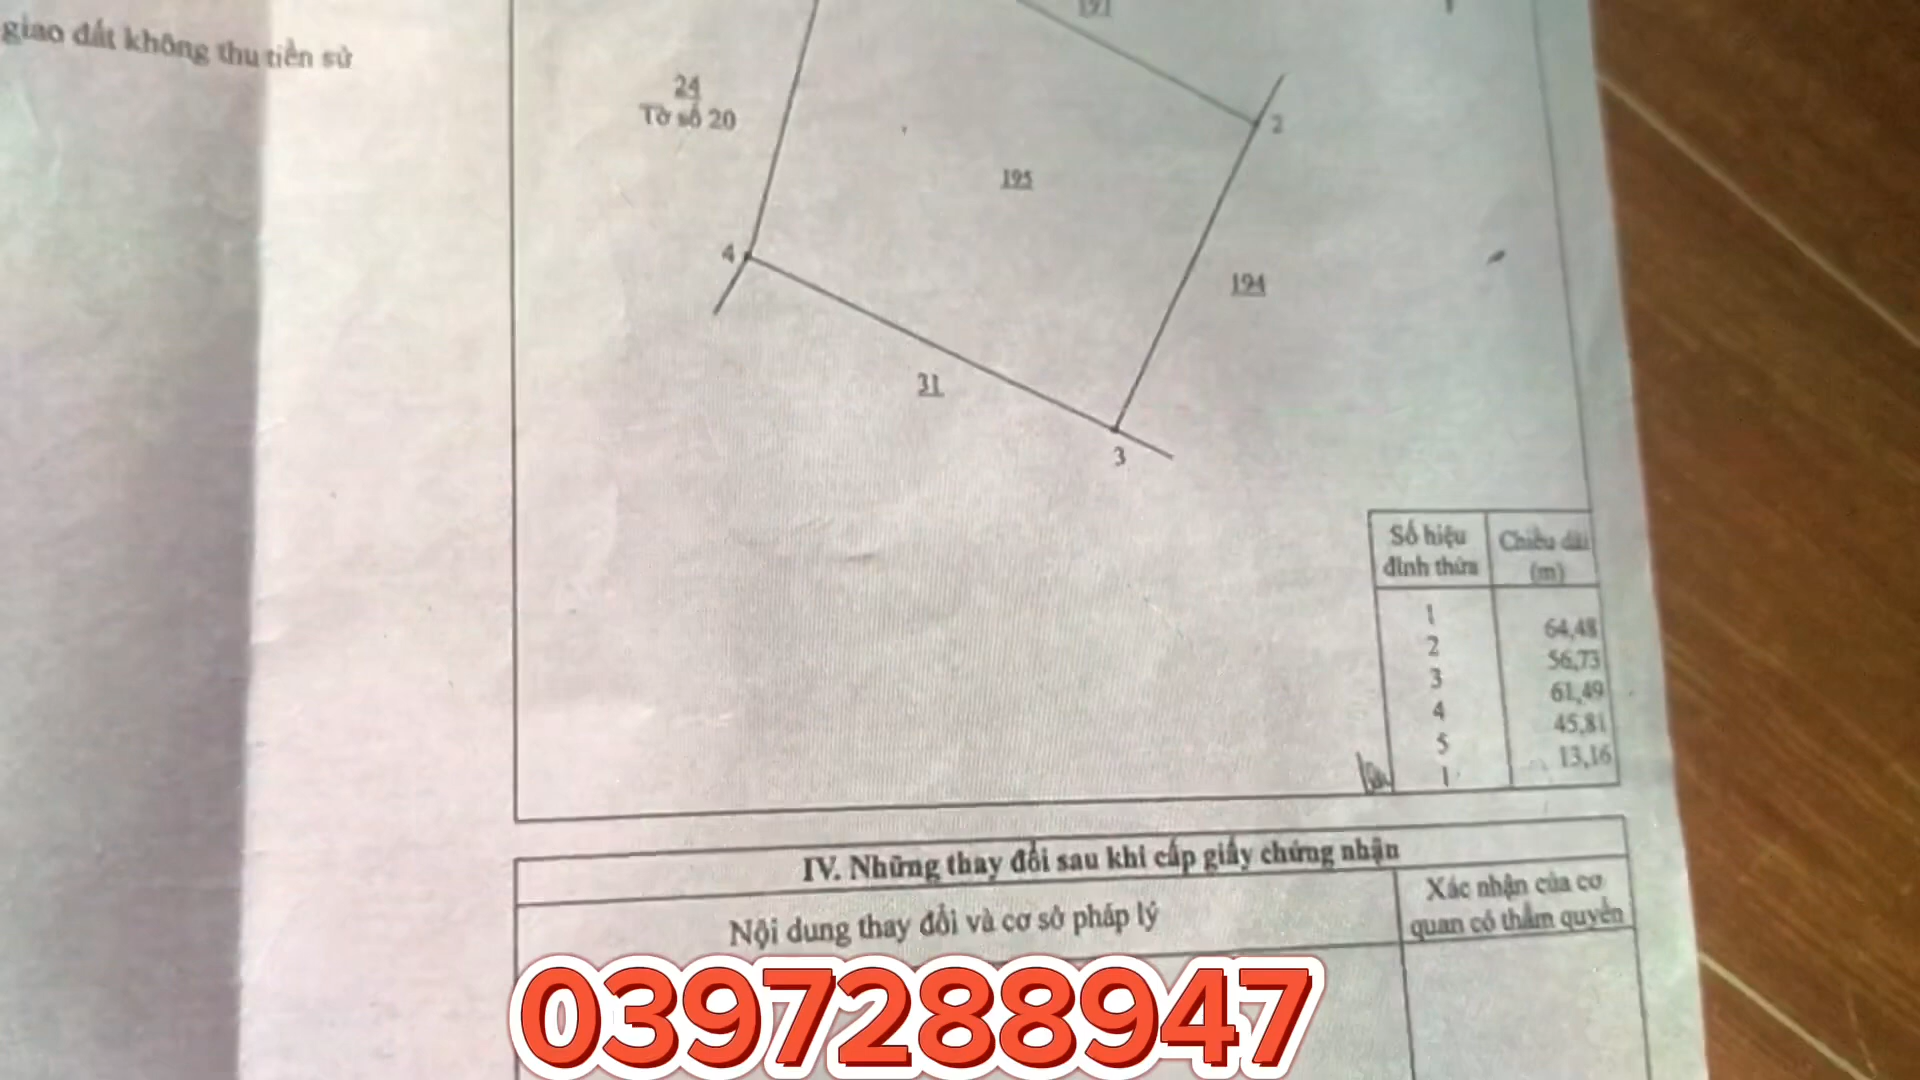 giao đất không thu tiền sử
191
24
Tờ số 20
2
195
4
194
31
3
Số hiệu đỉnh thửa
Chiều dài (m)
1
64,48
2
56,73
3
61,49
4
45,81
5
13,16
1
IV. Những thay đổi sau khi cấp giấy chứng nhận
Nội dung thay đổi và cơ sở pháp lý
Xác nhận của cơ quan có thẩm quyền
0397288947